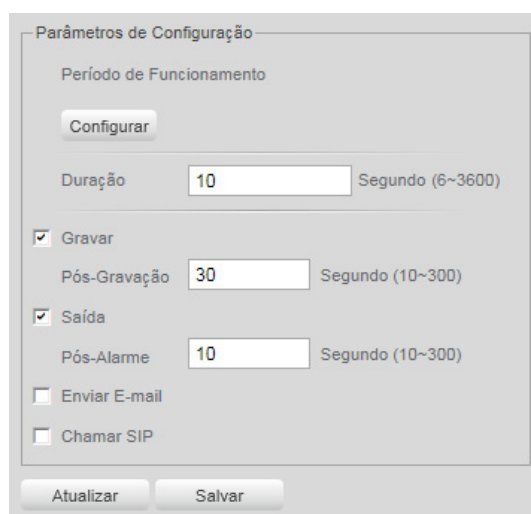 Parâmetros de Configuração
Período de Funcionamento
Configurar
Duração 10 Segundo (6~3600)
Gravar
Pós-Gravação 30 Segundo (10~300)
Saída
Pós-Alarme 10 Segundo (10~300)
Enviar E-mail
Chamar SIP
Atualizar Salvar